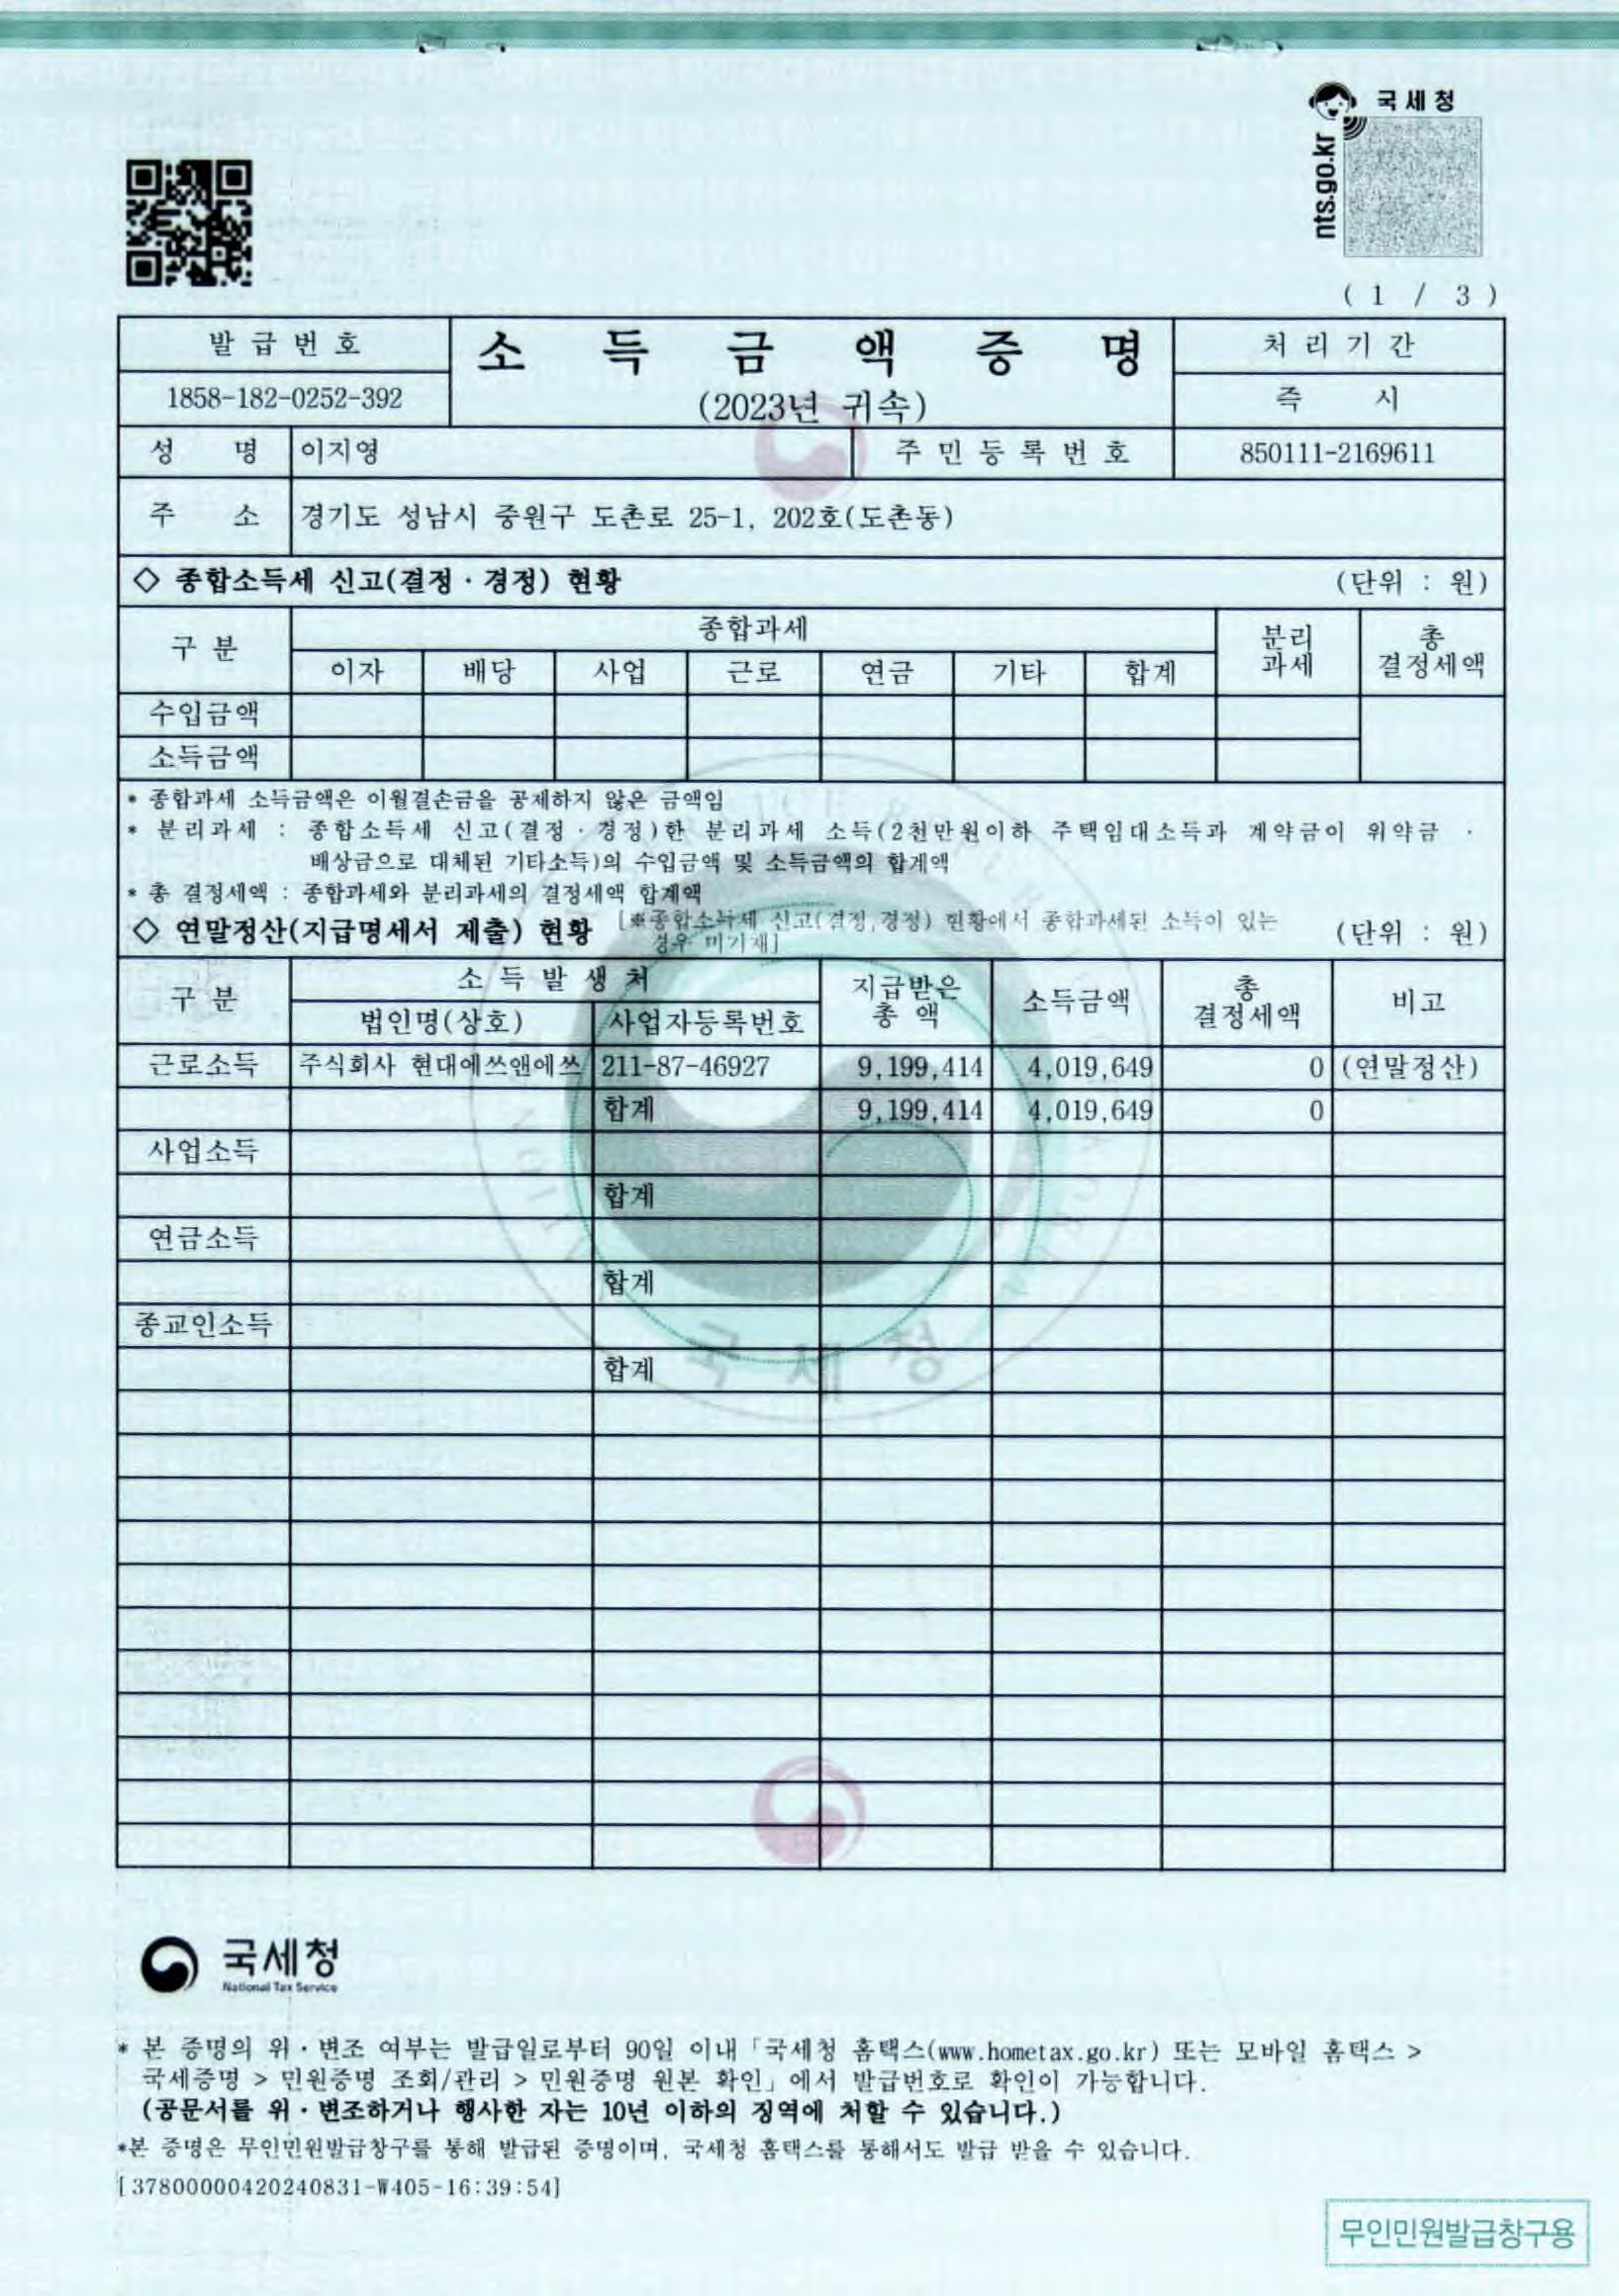 국세청
nts.go.kr
( 1 / 3 )
발급번호
소득금액증명
처리기간
1858-182-0252-392
(2023년 귀속)
즉 시
성 명 이지영 주민등록번호 850111-2169611
주 소 경기도 성남시 중원구 도촌로 25-1, 202호(도촌동)
◇ 종합소득세 신고(결정 · 경정) 현황 (단위 : 원)
구 분 종합과세 분리과세 총결정세액
이자 배당 사업 근로 연금 기타 합계
수입금액
소득금액
* 종합과세 소득금액은 이월결손금을 공제하지 않은 금액임
* 분리과세 : 종합소득세 신고(결정 · 경정)한 분리과세 소득(2천만원이하 주택임대소득과 계약금이 위약금 ·
배상금으로 대체된 기타소득)의 수입금액 및 소득금액의 합계액
* 총 결정세액 : 종합과세와 분리과세의 결정세액 합계액
◇ 연말정산(지급명세서 제출) 현황 [※종합소득세 신고(결정,경정) 현황에서 종합과세된 소득이 있는 (단위 : 원)
경우 미기재]
구 분 소 득 발 생 처 지급받은 총 액 소득금액 총 결정세액 비고
법인명(상호) 사업자등록번호
근로소득 주식회사 현대에쓰앤에쓰 211-87-46927 9,199,414 4,019,649 0 (연말정산)
합계 9,199,414 4,019,649 0
사업소득
합계
연금소득
합계
종교인소득
합계
국세청
국세청
National Tax Service
* 본 증명의 위 · 변조 여부는 발급일로부터 90일 이내「국세청 홈택스(www.hometax.go.kr) 또는 모바일 홈택스 >
국세증명 > 민원증명 조회/관리 > 민원증명 원본 확인」에서 발급번호로 확인이 가능합니다.
(공문서를 위 · 변조하거나 행사한 자는 10년 이하의 징역에 처할 수 있습니다.)
*본 증명은 무인민원발급창구를 통해 발급된 증명이며, 국세청 홈택스를 통해서도 발급 받을 수 있습니다.
[37800000420240831-W405-16:39:54]
무인민원발급창구용